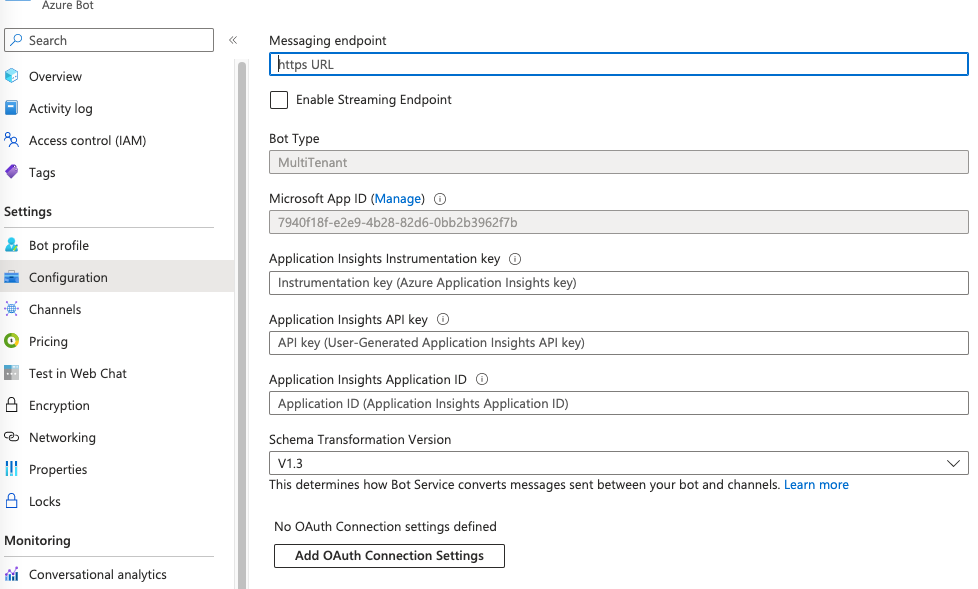 Azure Bot
Search
«
Overview
Activity log
Access control (IAM)
Tags
Settings
Bot profile
Configuration
Channels
Pricing
Test in Web Chat
Encryption
Networking
Properties
Locks
Monitoring
Conversational analytics
Messaging endpoint
https URL
Enable Streaming Endpoint
Bot Type
MultiTenant
Microsoft App ID (Manage)
7940f18f-e2e9-4b28-82d6-0bb2b3962f7b
Application Insights Instrumentation key
Instrumentation key (Azure Application Insights key)
Application Insights API key
API key (User-Generated Application Insights API key)
Application Insights Application ID
Application ID (Application Insights Application ID)
Schema Transformation Version
V1.3
This determines how Bot Service converts messages sent between your bot and channels. Learn more
No OAuth Connection settings defined
Add OAuth Connection Settings